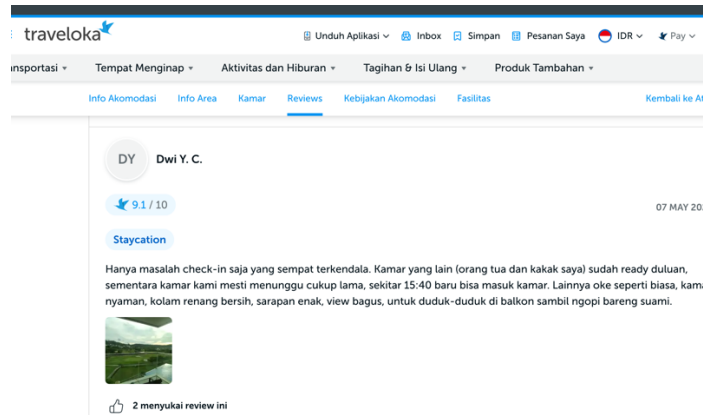 traveloka
Unduh Aplikasi
Inbox
Simpan
Pesanan Saya
IDR
Pay
nsportasi
Tempat Menginap
Aktivitas dan Hiburan
Tagihan & Isi Ulang
Produk Tambahan
Info Akomodasi
Info Area
Kamar
Reviews
Kebijakan Akomodasi
Fasilitas
Kembali ke At
DY
Dwi Y. C.
9.1 / 10
07 MAY 20
Staycation
Hanya masalah check-in saja yang sempat terkendala. Kamar yang lain (orang tua dan kakak saya) sudah ready duluan,
sementara kamar kami mesti menunggu cukup lama, sekitar 15:40 baru bisa masuk kamar. Lainnya oke seperti biasa, kama
nyaman, kolam renang bersih, sarapan enak, view bagus, untuk duduk-duduk di balkon sambil ngopi bareng suami.
2 menyukai review ini